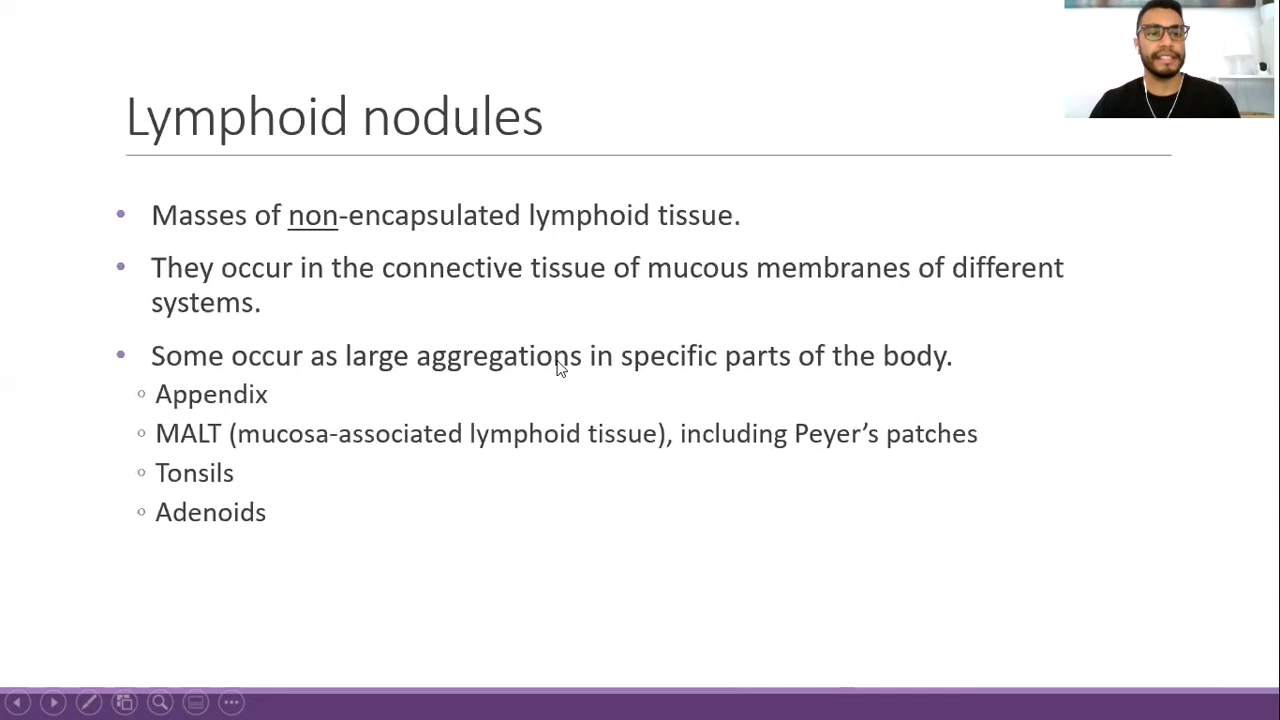 Lymphoid nodules
• Masses of non-encapsulated lymphoid tissue.
• They occur in the connective tissue of mucous membranes of different
systems.
• Some occur as large aggregations in specific parts of the body.
◦ Appendix
◦ MALT (mucosa-associated lymphoid tissue), including Peyer’s patches
◦ Tonsils
◦ Adenoids